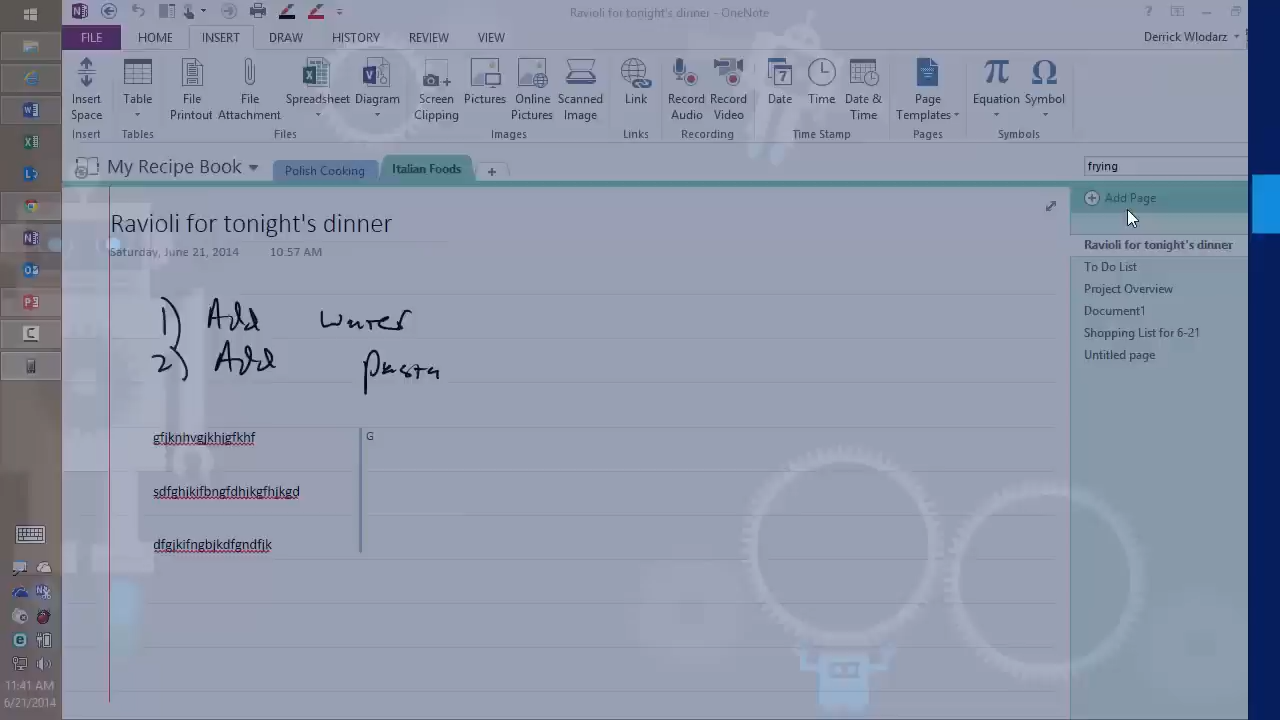 Ravioli for tonight's dinner - OneNote
?
FILE HOME INSERT DRAW HISTORY REVIEW VIEW
Derrick Wlodarz
Insert Space
Table
File Printout
File Attachment
Spreadsheet
Diagram
Screen Clipping
Pictures
Online Pictures
Scanned Image
Link
Record Audio
Record Video
Date
Time
Date & Time
Page Templates
Equation
Symbol
Insert Tables Files Images Links Recording Time Stamp Pages Symbols
My Recipe Book Polish Cooking Italian Foods +
frying
Add Page
Ravioli for tonight's dinner
Saturday, June 21, 2014 10:57 AM
1) Add water
2) Add pasta
gfjknhvgjkhjgfkhf
G
sdfghjkifbngfdhjkgfhjkgd
dfgjkifngbjkdfgndfjk
Ravioli for tonight's dinner
To Do List
Project Overview
Document1
Shopping List for 6-21
Untitled page
11:41 AM
6/21/2014